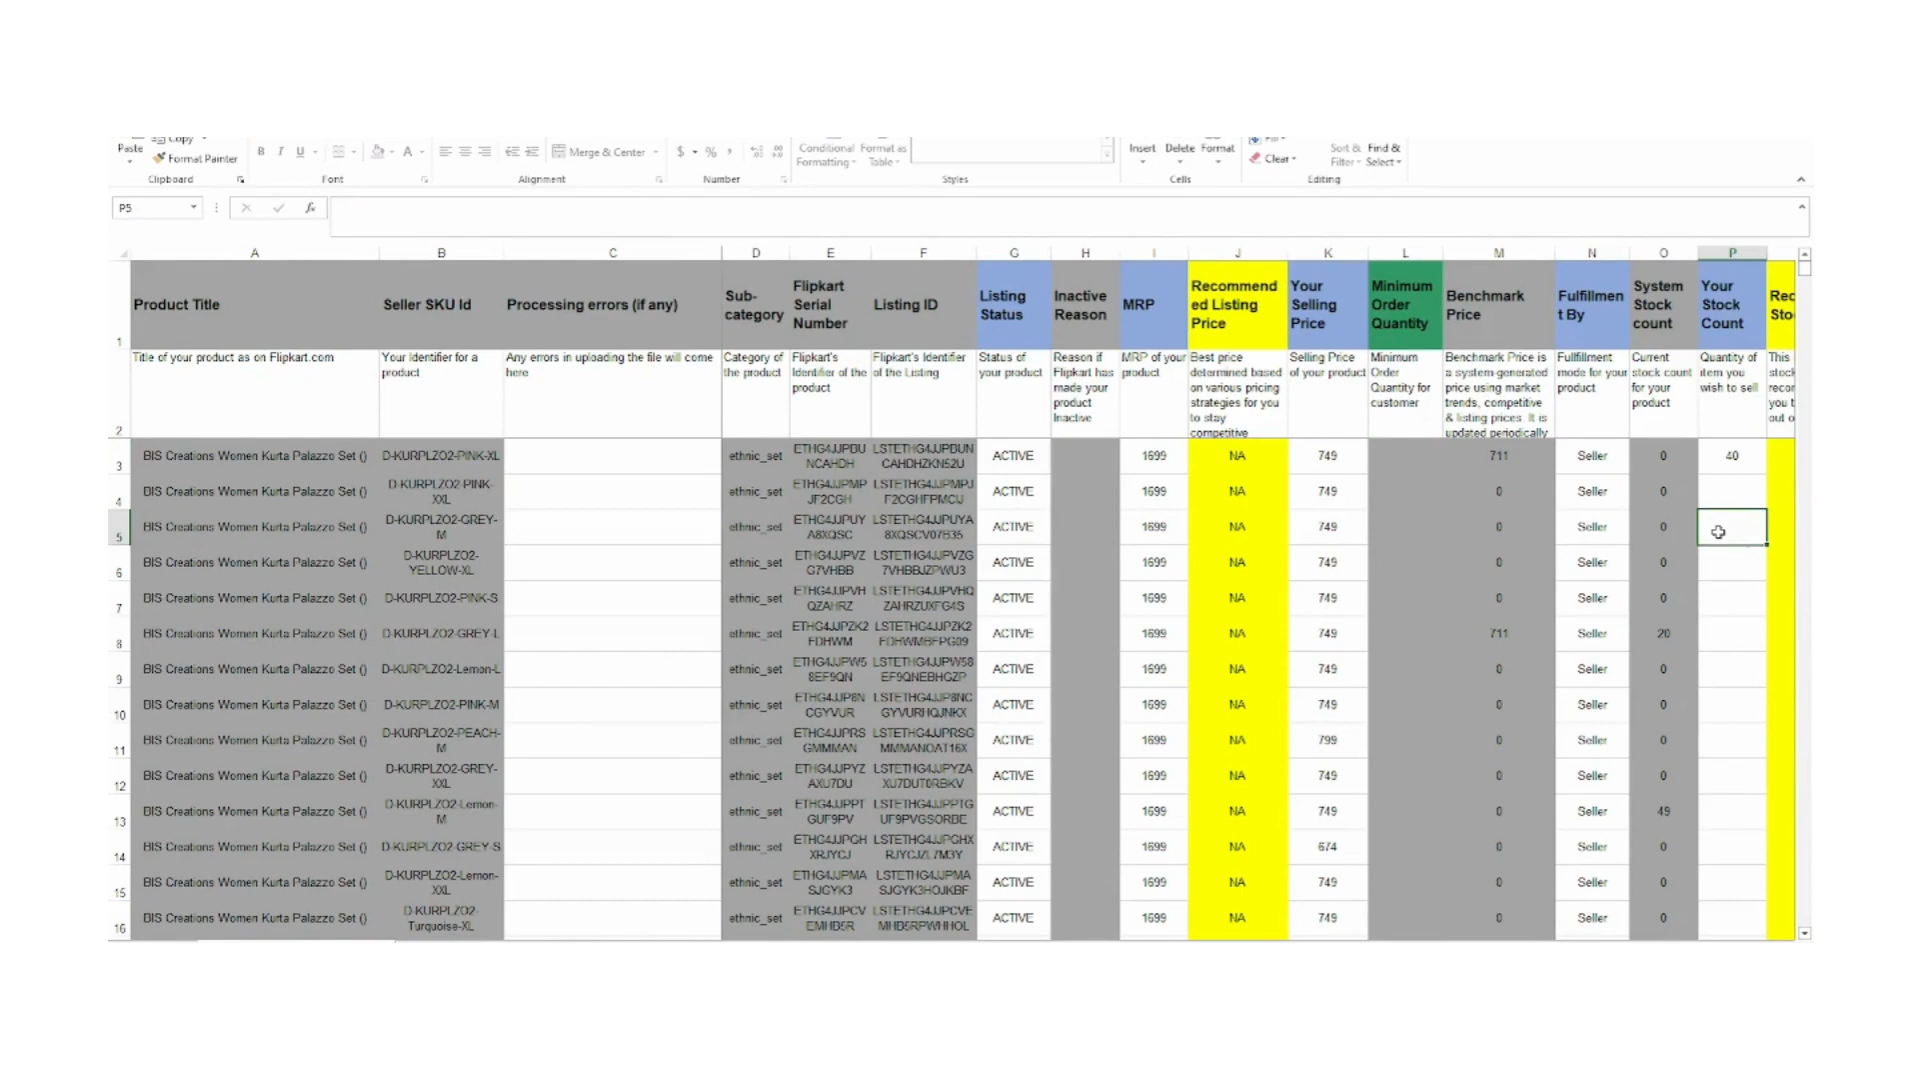 Paste
Copy
Format Painter
B I U
A
Merge & Center
$ % ,
Conditional Formatting
Format as Table
Insert Delete Format
Clear
Sort & Filter
Find & Select
Clipboard Font Alignment Number Styles Cells Editing
P5
fx
A B C D E F G H I J K L M N O P
1 Product Title Seller SKU Id Processing errors (if any) Sub-category Flipkart Serial Number Listing ID Listing Status Inactive Reason MRP Recommended Listing Price Your Selling Price Minimum Order Quantity Benchmark Price Fulfillment By System Stock count Your Stock Count Rec Sto
2 Title of your product as on Flipkart.com Your Identifier for a product Any errors in uploading the file will come here Category of the product Flipkart's Identifier of the product Flipkart's Identifier of the Listing Status of your product Reason if Flipkart has made your product Inactive MRP of your product Best price determined based on various pricing strategies for you to stay competitive Selling Price of your product Minimum Order Quantity for customer Benchmark Price is a system-generated price using market trends, competitive & listing prices. It is updated periodically Fulfillment mode for your product Current stock count for your product Quantity of item you wish to sell This stock recor you t out o
3 BIS Creations Women Kurta Palazzo Set () D-KURPLZO2-PINK-XL ethnic_set ETHG4JJPBUNCAHDH LSTETHG4JJPBUNCAHDHZKN52U ACTIVE 1699 NA 749 711 Seller 0 40
4 BIS Creations Women Kurta Palazzo Set () D-KURPLZO2-PINK-XXL ethnic_set ETHG4JJPMPJF2CGH LSTETHG4JJPMPJF2CGHFPMCIJ ACTIVE 1699 NA 749 0 Seller 0
5 BIS Creations Women Kurta Palazzo Set () D-KURPLZO2-GREY-M ethnic_set ETHG4JJPUYA8XQSC LSTETHG4JJPUYA8XQSCV07B35 ACTIVE 1699 NA 749 0 Seller 0
6 BIS Creations Women Kurta Palazzo Set () D-KURPLZO2-YELLOW-XL ethnic_set ETHG4JJPVZG7VHBB LSTETHG4JJPVZG7VHBBJZPWU3 ACTIVE 1699 NA 749 0 Seller 0
7 BIS Creations Women Kurta Palazzo Set () D-KURPLZO2-PINK-S ethnic_set ETHG4JJPVHQZAHRZ LSTETHG4JJPVHQZAHRZUXFG4S ACTIVE 1699 NA 749 0 Seller 0
8 BIS Creations Women Kurta Palazzo Set () D-KURPLZO2-GREY-L ethnic_set ETHG4JJPZK2FDHWM LSTETHG4JJPZK2FDHWMBFPG09 ACTIVE 1699 NA 749 711 Seller 20
9 BIS Creations Women Kurta Palazzo Set () D-KURPLZO2-Lemon-L ethnic_set ETHG4JJPW58EF9QN LSTETHG4JJPW58EF9QNEBHGZP ACTIVE 1699 NA 749 0 Seller 0
10 BIS Creations Women Kurta Palazzo Set () D-KURPLZO2-PINK-M ethnic_set ETHG4JJP8NCGYVUR LSTETHG4JJP8NCGYVURHQJNKX ACTIVE 1699 NA 749 0 Seller 0
11 BIS Creations Women Kurta Palazzo Set () D-KURPLZO2-PEACH-M ethnic_set ETHG4JJPRSGMMMAN LSTETHG4JJPRSGMMMANOAT16X ACTIVE 1699 NA 799 0 Seller 0
12 BIS Creations Women Kurta Palazzo Set () D-KURPLZO2-GREY-XXL ethnic_set ETHG4JJPYZAXU7DU LSTETHG4JJPYZAXU7DUT0RBKV ACTIVE 1699 NA 749 0 Seller 0
13 BIS Creations Women Kurta Palazzo Set () D-KURPLZO2-Lemon-M ethnic_set ETHG4JJPPTGUF9PV LSTETHG4JJPPTGUF9PVGSORBE ACTIVE 1699 NA 749 0 Seller 49
14 BIS Creations Women Kurta Palazzo Set () D-KURPLZO2-GREY-S ethnic_set ETHG4JJPGHXRJYCJ LSTETHG4JJPGHXRJYCJZL7M3Y ACTIVE 1699 NA 674 0 Seller 0
15 BIS Creations Women Kurta Palazzo Set () D-KURPLZO2-Lemon-XXL ethnic_set ETHG4JJPMASJGYK3 LSTETHG4JJPMASJGYK3HOJKBF ACTIVE 1699 NA 749 0 Seller 0
16 BIS Creations Women Kurta Palazzo Set () D-KURPLZO2-Turquoise-XL ethnic_set ETHG4JJPCVEMHB5R LSTETHG4JJPCVEMHB5RPWHHOL ACTIVE 1699 NA 749 0 Seller 0